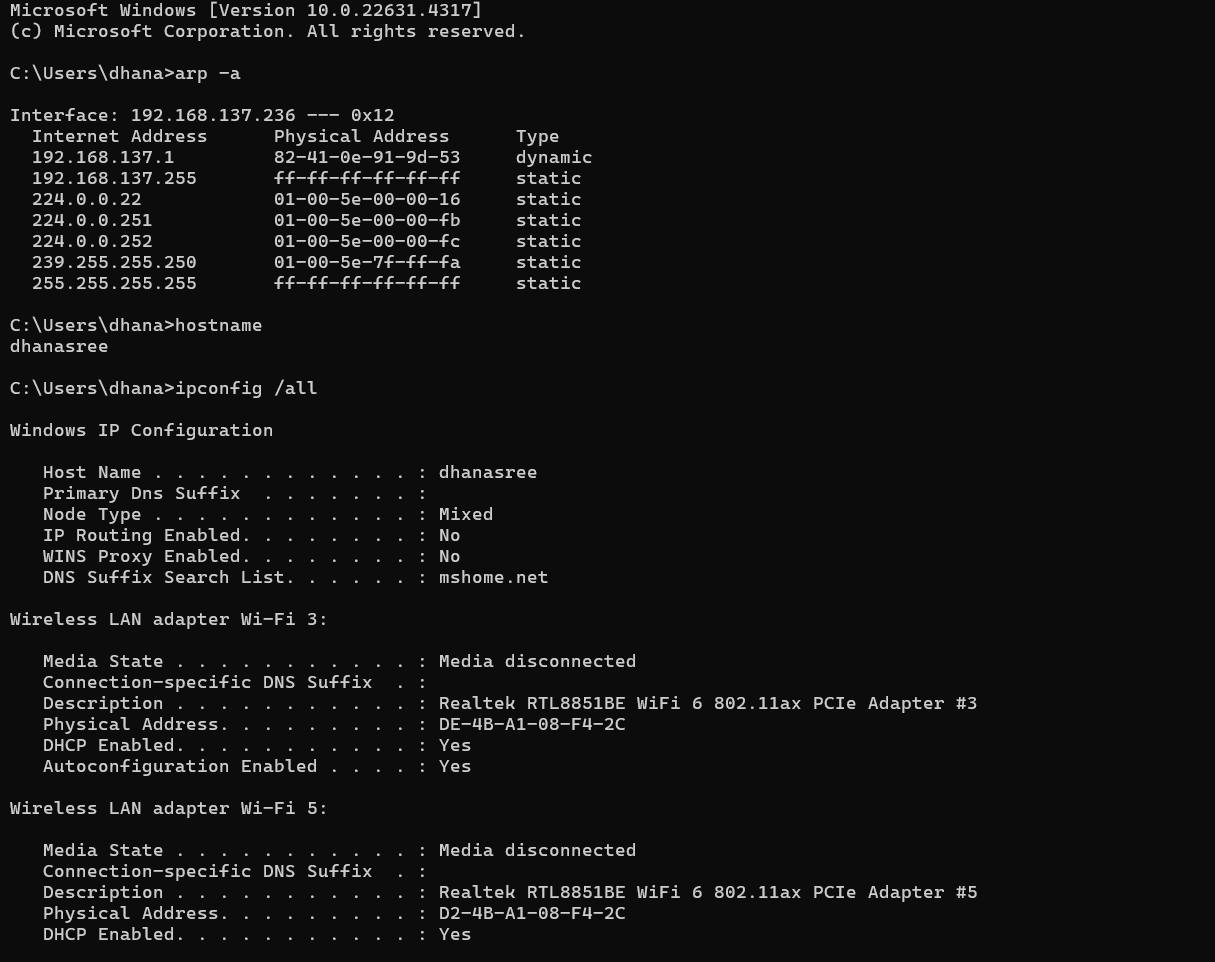 Microsoft Windows [Version 10.0.22631.4317]
(c) Microsoft Corporation. All rights reserved.

C:\Users\dhana>arp -a

Interface: 192.168.137.236 --- 0x12
  Internet Address      Physical Address      Type
  192.168.137.1         82-41-0e-91-9d-53     dynamic
  192.168.137.255       ff-ff-ff-ff-ff-ff     static
  224.0.0.22            01-00-5e-00-00-16     static
  224.0.0.251           01-00-5e-00-00-fb     static
  224.0.0.252           01-00-5e-00-00-fc     static
  239.255.255.250       01-00-5e-7f-ff-fa     static
  255.255.255.255       ff-ff-ff-ff-ff-ff     static

C:\Users\dhana>hostname
dhanasree

C:\Users\dhana>ipconfig /all

Windows IP Configuration

   Host Name . . . . . . . . . . . . : dhanasree
   Primary Dns Suffix  . . . . . . . :
   Node Type . . . . . . . . . . . . : Mixed
   IP Routing Enabled. . . . . . . . : No
   WINS Proxy Enabled. . . . . . . . : No
   DNS Suffix Search List. . . . . . : mshome.net

Wireless LAN adapter Wi-Fi 3:

   Media State . . . . . . . . . . . : Media disconnected
   Connection-specific DNS Suffix  . :
   Description . . . . . . . . . . . : Realtek RTL8851BE WiFi 6 802.11ax PCIe Adapter #3
   Physical Address. . . . . . . . . : DE-4B-A1-08-F4-2C
   DHCP Enabled. . . . . . . . . . . : Yes
   Autoconfiguration Enabled . . . . : Yes

Wireless LAN adapter Wi-Fi 5:

   Media State . . . . . . . . . . . : Media disconnected
   Connection-specific DNS Suffix  . :
   Description . . . . . . . . . . . : Realtek RTL8851BE WiFi 6 802.11ax PCIe Adapter #5
   Physical Address. . . . . . . . . : D2-4B-A1-08-F4-2C
   DHCP Enabled. . . . . . . . . . . : Yes